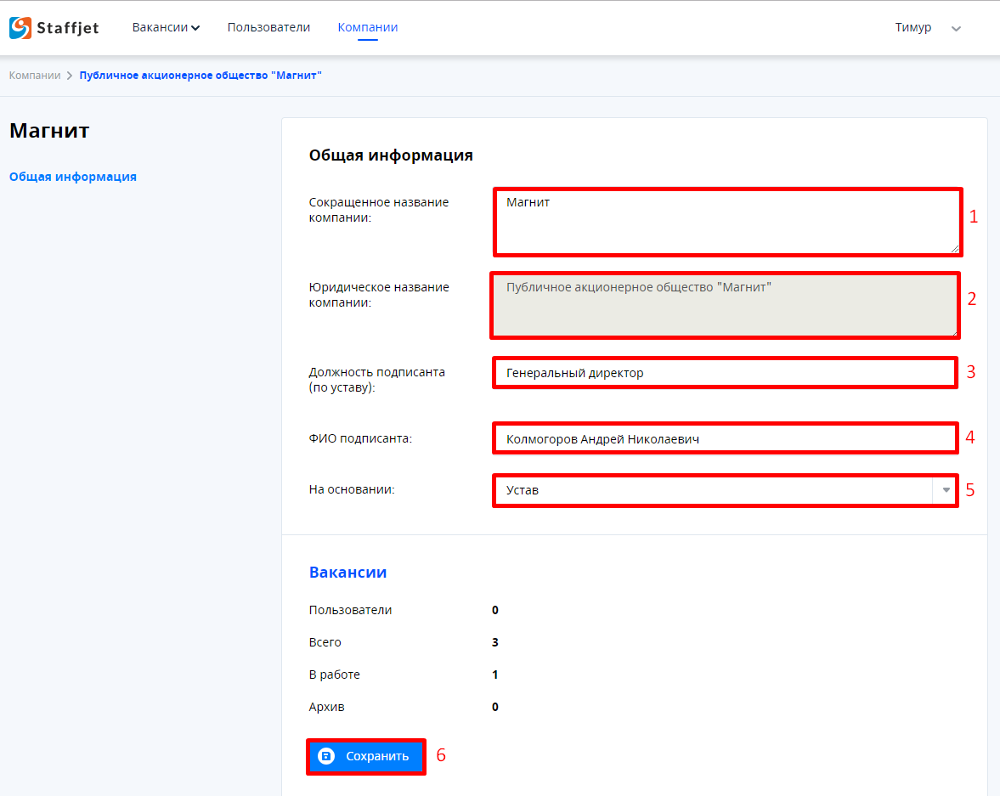 Staffjet Вакансии Пользователи Компании Тимур
Компании Публичное акционерное общество "Магнит"
Магнит
Общая информация
Общая информация
Сокращенное название
компании:
Магнит
1
Юридическое название
компании:
Публичное акционерное общество "Магнит"
2
Должность подписанта
(по уставу):
Генеральный директор
3
ФИО подписанта:
Колмогоров Андрей Николаевич
4
На основании:
Устав
5
Вакансии
Пользователи 0
Всего 3
В работе 1
Архив 0
Сохранить 6